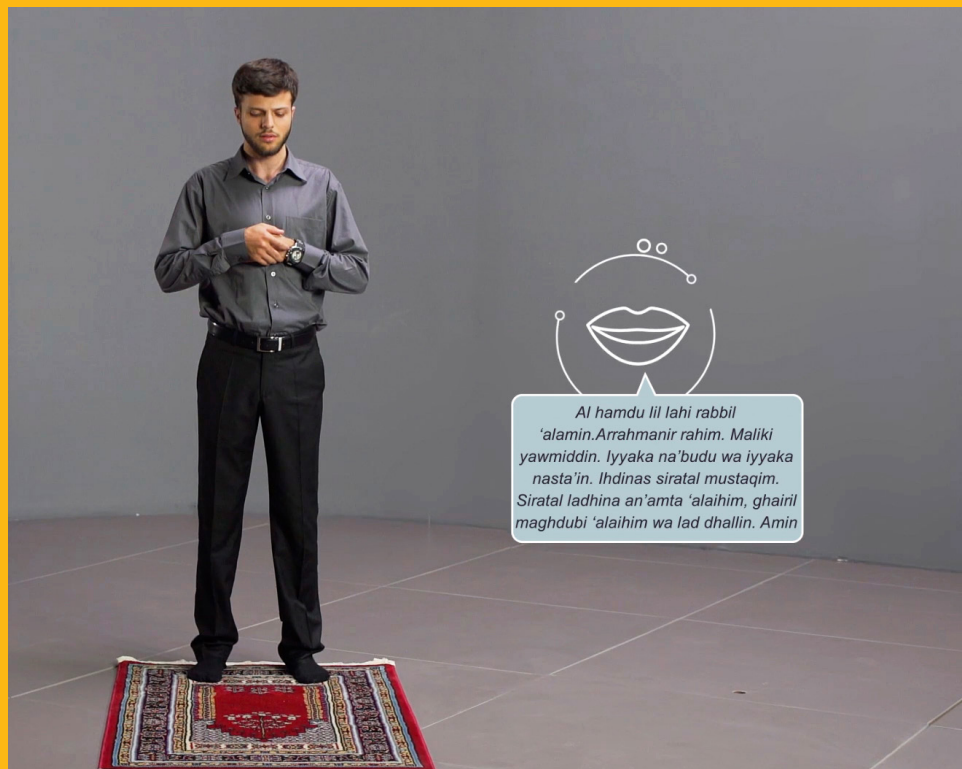 Al hamdu lil lahi rabbil
‘alamin.Arrahmanir rahim. Maliki
yawmiddin. Iyyaka na’budu wa iyyaka
nasta’in. Ihdinas siratal mustaqim.
Siratal ladhina an’amta ‘alaihim, ghairil
maghdubi ‘alaihim wa lad dhallin. Amin